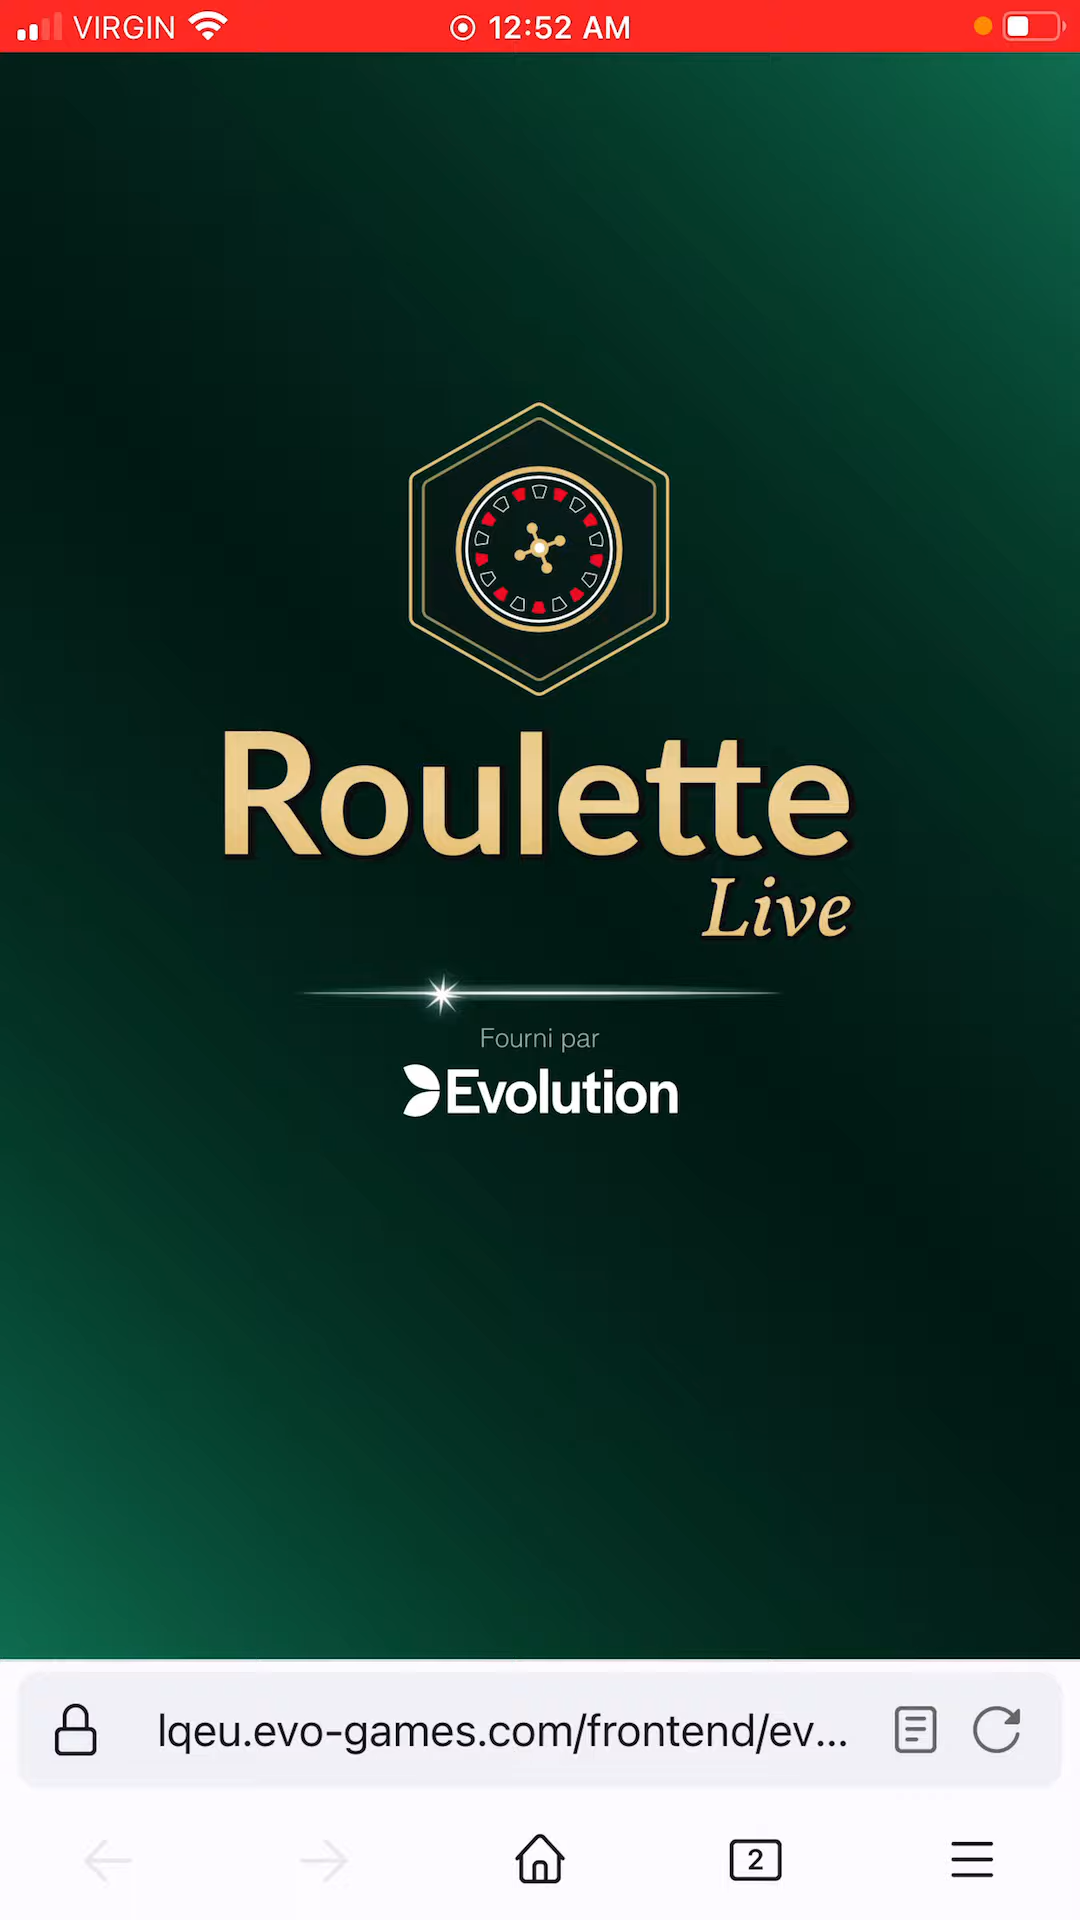 VIRGIN 12:52 AM
Roulette
Live
Fourni par
Evolution
lqeu.evo-games.com/frontend/ev...
2